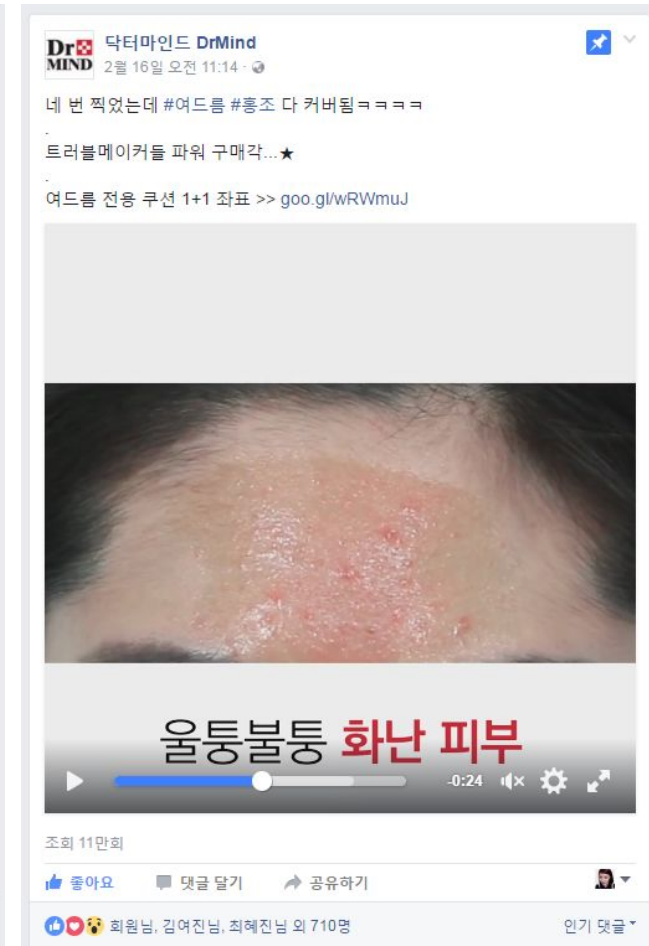 Dr
MIND
닥터마인드 DrMind
2월 16일 오전 11:14 ·
네 번 찍었는데 #여드름 #홍조 다 커버됨ㅋㅋㅋㅋ
.
트러블메이커들 파워 구매각...★
.
여드름 전용 쿠션 1+1 좌표 >> goo.gl/wRWmuJ
울퉁불퉁 화난 피부
-0:24
조회 11만회
좋아요 댓글 달기 공유하기
회원님, 김여진님, 최혜진님 외 710명 인기 댓글